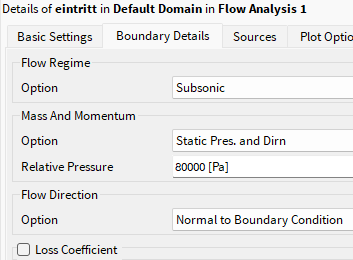 Details of eintritt in Default Domain in Flow Analysis 1
Basic Settings Boundary Details Sources Plot Optio
Flow Regime
Option Subsonic
Mass And Momentum
Option Static Pres. and Dirn
Relative Pressure 80000 [Pa]
Flow Direction
Option Normal to Boundary Condition
Loss Coefficient